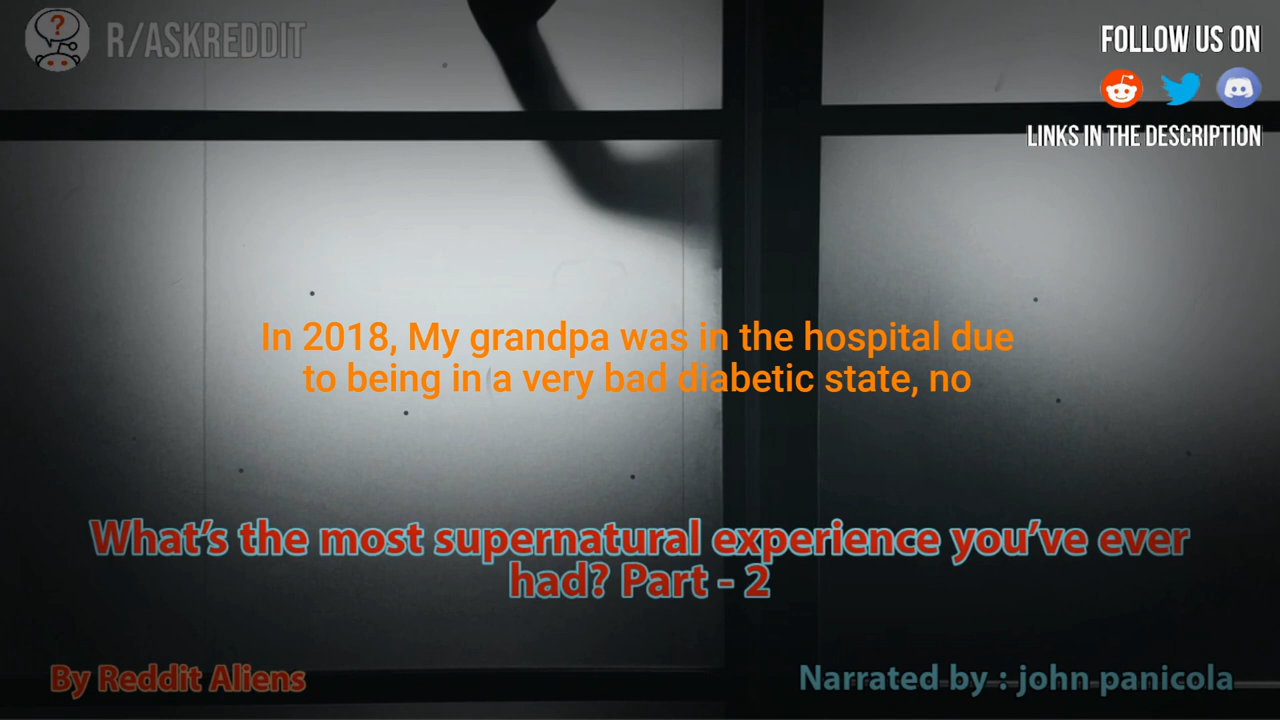 R/ASKREDDIT
FOLLOW US ON
LINKS IN THE DESCRIPTION
In 2018, My grandpa was in the hospital due
to being in a very bad diabetic state, no
What's the most supernatural experience you've ever
had? Part - 2
By Reddit Aliens
Narrated by : john panicola